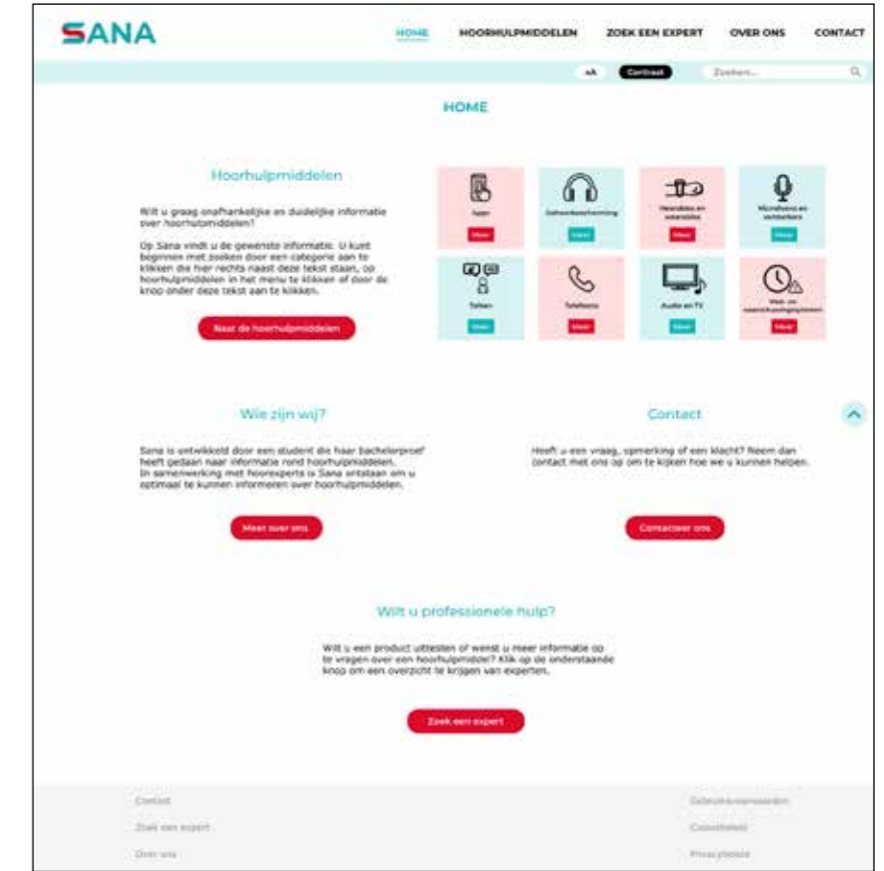 SANA
HOME HOORHULPMIDDELEN ZOEK EEN EXPERT OVER ONS CONTACT
AA Contrast Zoeken...
HOME
Hoorhulpmiddelen
Wilt u graag onafhankelijke en duidelijke informatie
over hoorhulpmiddelen?
Op Sana vindt u de gewenste informatie. U kunt
beginnen met zoeken door een categorie aan te
klikken die hier rechts naast deze tekst staan, op
hoorhulpmiddelen in het menu te klikken of door de
knop onder deze tekst aan te klikken.
Naar de hoorhulpmiddelen
Apps
Meer
Gehoorbescherming
Meer
Hearables en
wearables
Meer
Microfoons en
versterkers
Meer
Tolken
Meer
Telefoons
Meer
Audio en TV
Meer
Wek- en
waarschuwingssystemen
Meer
Wie zijn wij?
Sana is ontwikkeld door een student die haar bachelorproef
heeft gedaan naar informatie rond hoorhulpmiddelen.
In samenwerking met hoorexperts is Sana ontstaan om u
optimaal te kunnen informeren over hoorhulpmiddelen.
Meer over ons
Contact
Heeft u een vraag, opmerking of een klacht? Neem dan
contact met ons op om te kijken hoe we u kunnen helpen.
Contacteer ons
Wilt u professionele hulp?
Wilt u een product uittesten of wenst u meer informatie op
te vragen over een hoorhulpmiddel? Klik op de onderstaande
knop om een overzicht te krijgen van experten.
Zoek een expert
Contact
Zoek een expert
Over ons
Gebruiksvoorwaarden
Cookiebeleid
Privacybeleid